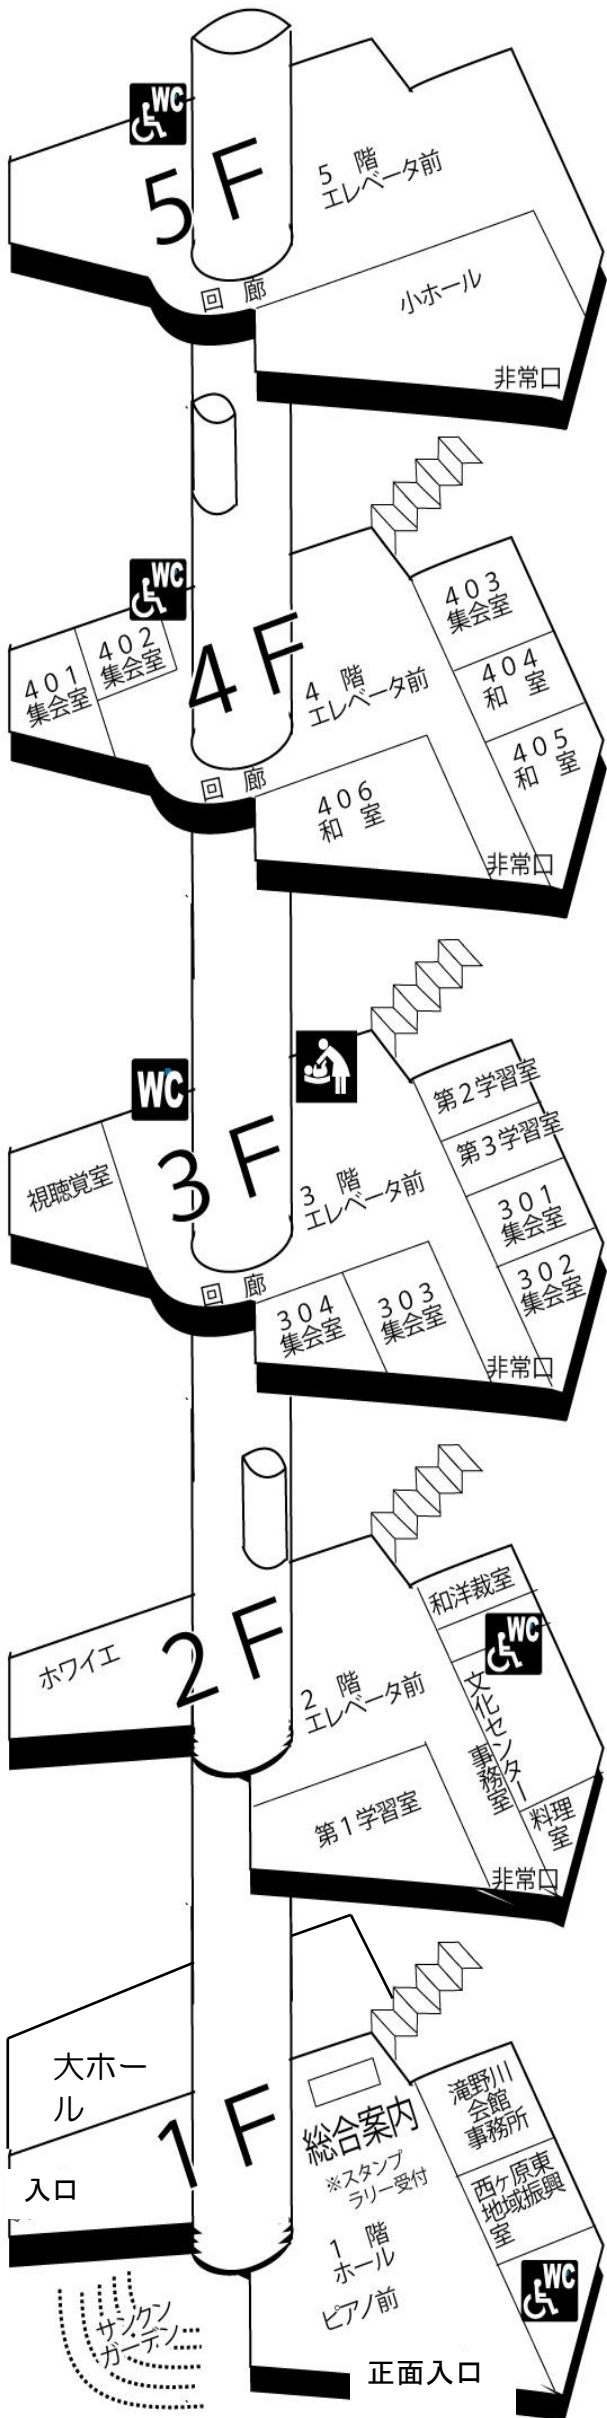 WC
5F
5 階
エレベータ前
回 廊
小ホール
非常口
WC
401
集会室
402
集会室
4F
4 階
エレベータ前
403
集会室
404
和 室
405
和 室
回 廊
406
和 室
非常口
WC
視聴覚室
3F
3 階
エレベータ前
第2学習室
第3学習室
301
集会室
302
集会室
回 廊
304
集会室
303
集会室
非常口
ホワイエ
2F
2 階
エレベータ前
和洋裁室
WC
文化センター
事務室
料理
室
第1学習室
非常口
大ホー
ル
入口
1F
総合案内
※スタンプ
ラリー受付
1 階
ホール
ピアノ前
滝野川
会館
事務所
西ヶ原東
地域振興
室
WC
サンクン
ガーデン
正面入口